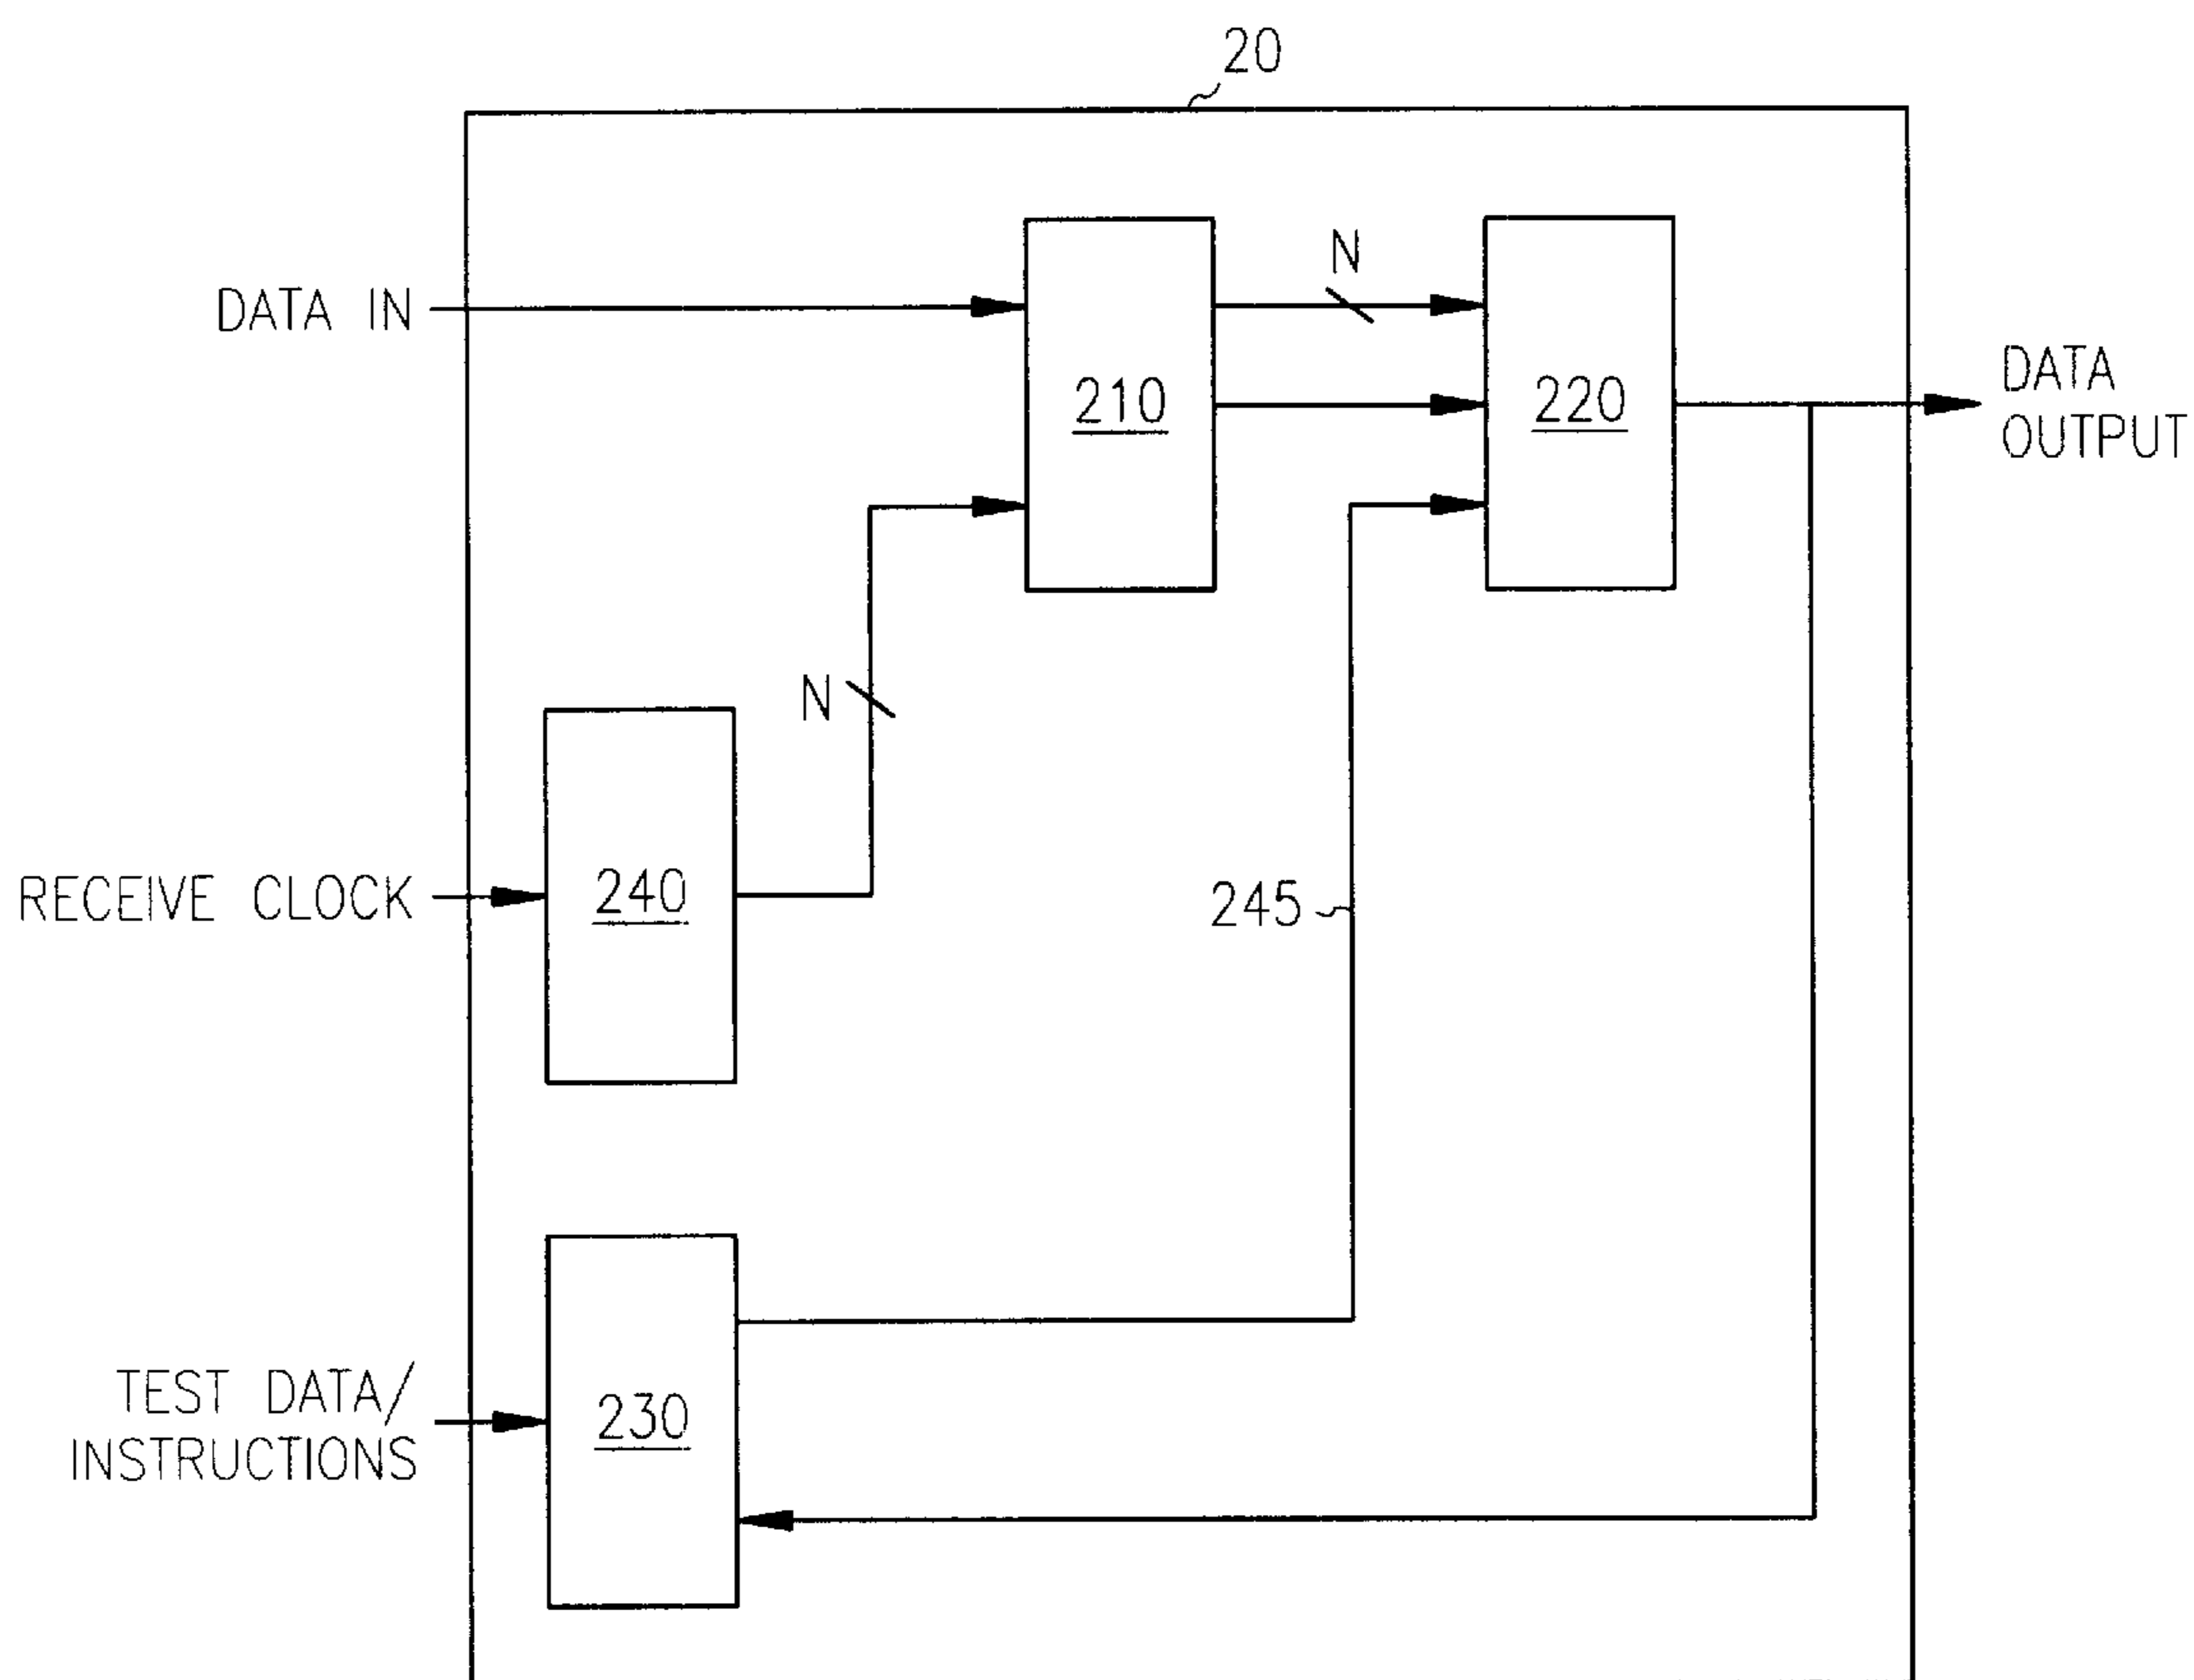 20
N
DATA IN
210
220
DATA
OUTPUT
N
RECEIVE CLOCK
240
245
TEST DATA/
INSTRUCTIONS
230